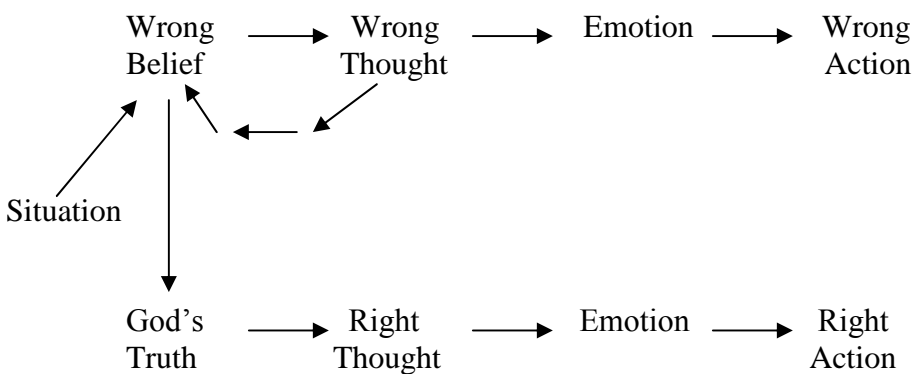 Wrong Wrong Emotion Wrong
Belief Thought Action
Situation
God’s Right Emotion Right
Truth Thought Action